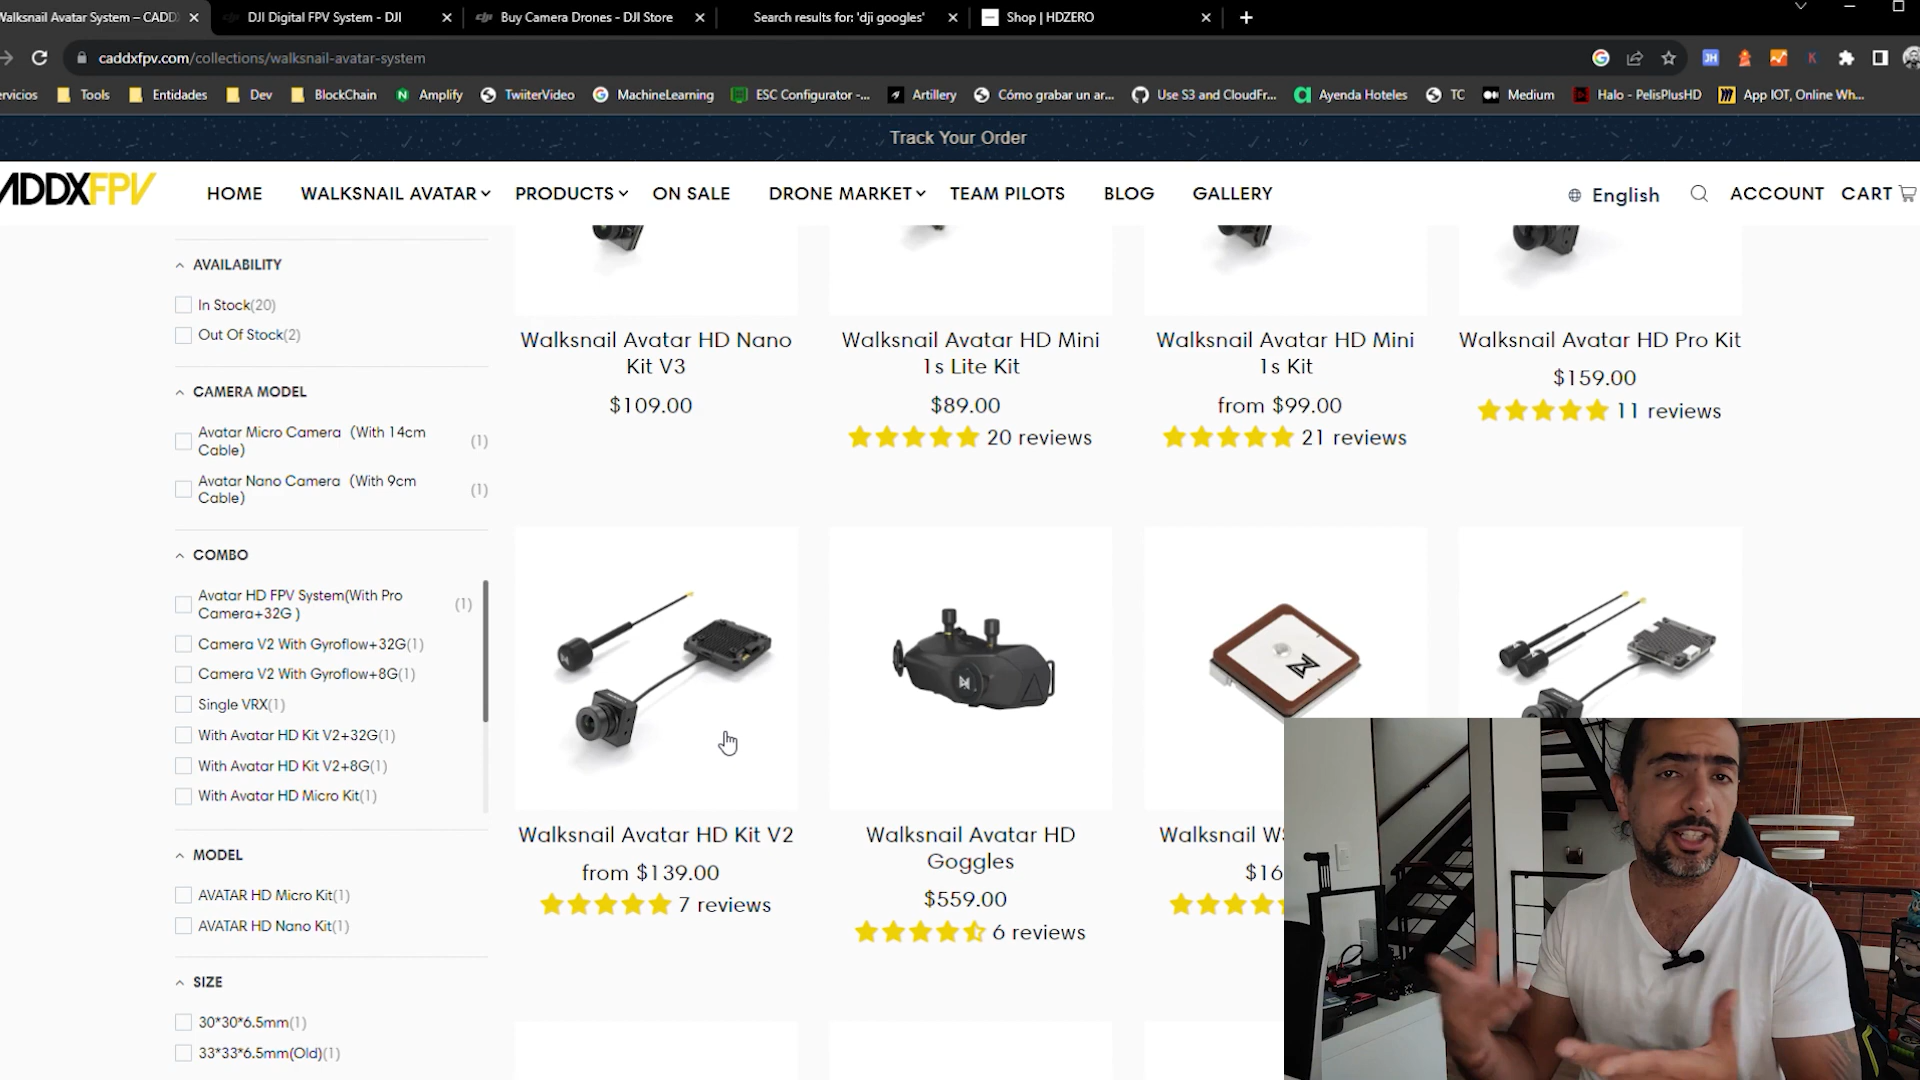 Walksnail Avatar System – CADD
DJI Digital FPV System - DJI
Buy Camera Drones - DJI Store
Search results for: 'dji googles'
Shop | HDZERO
caddxfpv.com/collections/walksnail-avatar-system
ervicios
Tools
Entidades
Dev
BlockChain
Amplify
TwiiterVideo
MachineLearning
ESC Configurator -...
Artillery
Cómo grabar un ar...
Use S3 and CloudFr...
Ayenda Hoteles
TC
Medium
Halo - PelisPlusHD
App IOT, Online Wh...
Track Your Order
ADDXFPV
HOME
WALKSNAIL AVATAR
PRODUCTS
ON SALE
DRONE MARKET
TEAM PILOTS
BLOG
GALLERY
English
ACCOUNT
CART
AVAILABILITY
In Stock(20)
Out Of Stock(2)
CAMERA MODEL
Avatar Micro Camera （With 14cm
Cable) (1)
Avatar Nano Camera （With 9cm
Cable) (1)
COMBO
Avatar HD FPV System(With Pro
Camera+32G ) (1)
Camera V2 With Gyroflow+32G(1)
Camera V2 With Gyroflow+8G(1)
Single VRX(1)
With Avatar HD Kit V2+32G(1)
With Avatar HD Kit V2+8G(1)
With Avatar HD Micro Kit(1)
MODEL
AVATAR HD Micro Kit(1)
AVATAR HD Nano Kit(1)
SIZE
30*30*6.5mm(1)
33*33*6.5mm(Old)(1)
Walksnail Avatar HD Nano
Kit V3
$109.00
Walksnail Avatar HD Mini
1s Lite Kit
$89.00
20 reviews
Walksnail Avatar HD Mini
1s Kit
from $99.00
21 reviews
Walksnail Avatar HD Pro Kit
$159.00
11 reviews
Walksnail Avatar HD Kit V2
from $139.00
7 reviews
Walksnail Avatar HD
Goggles
$559.00
6 reviews
Walksnail WS
$16